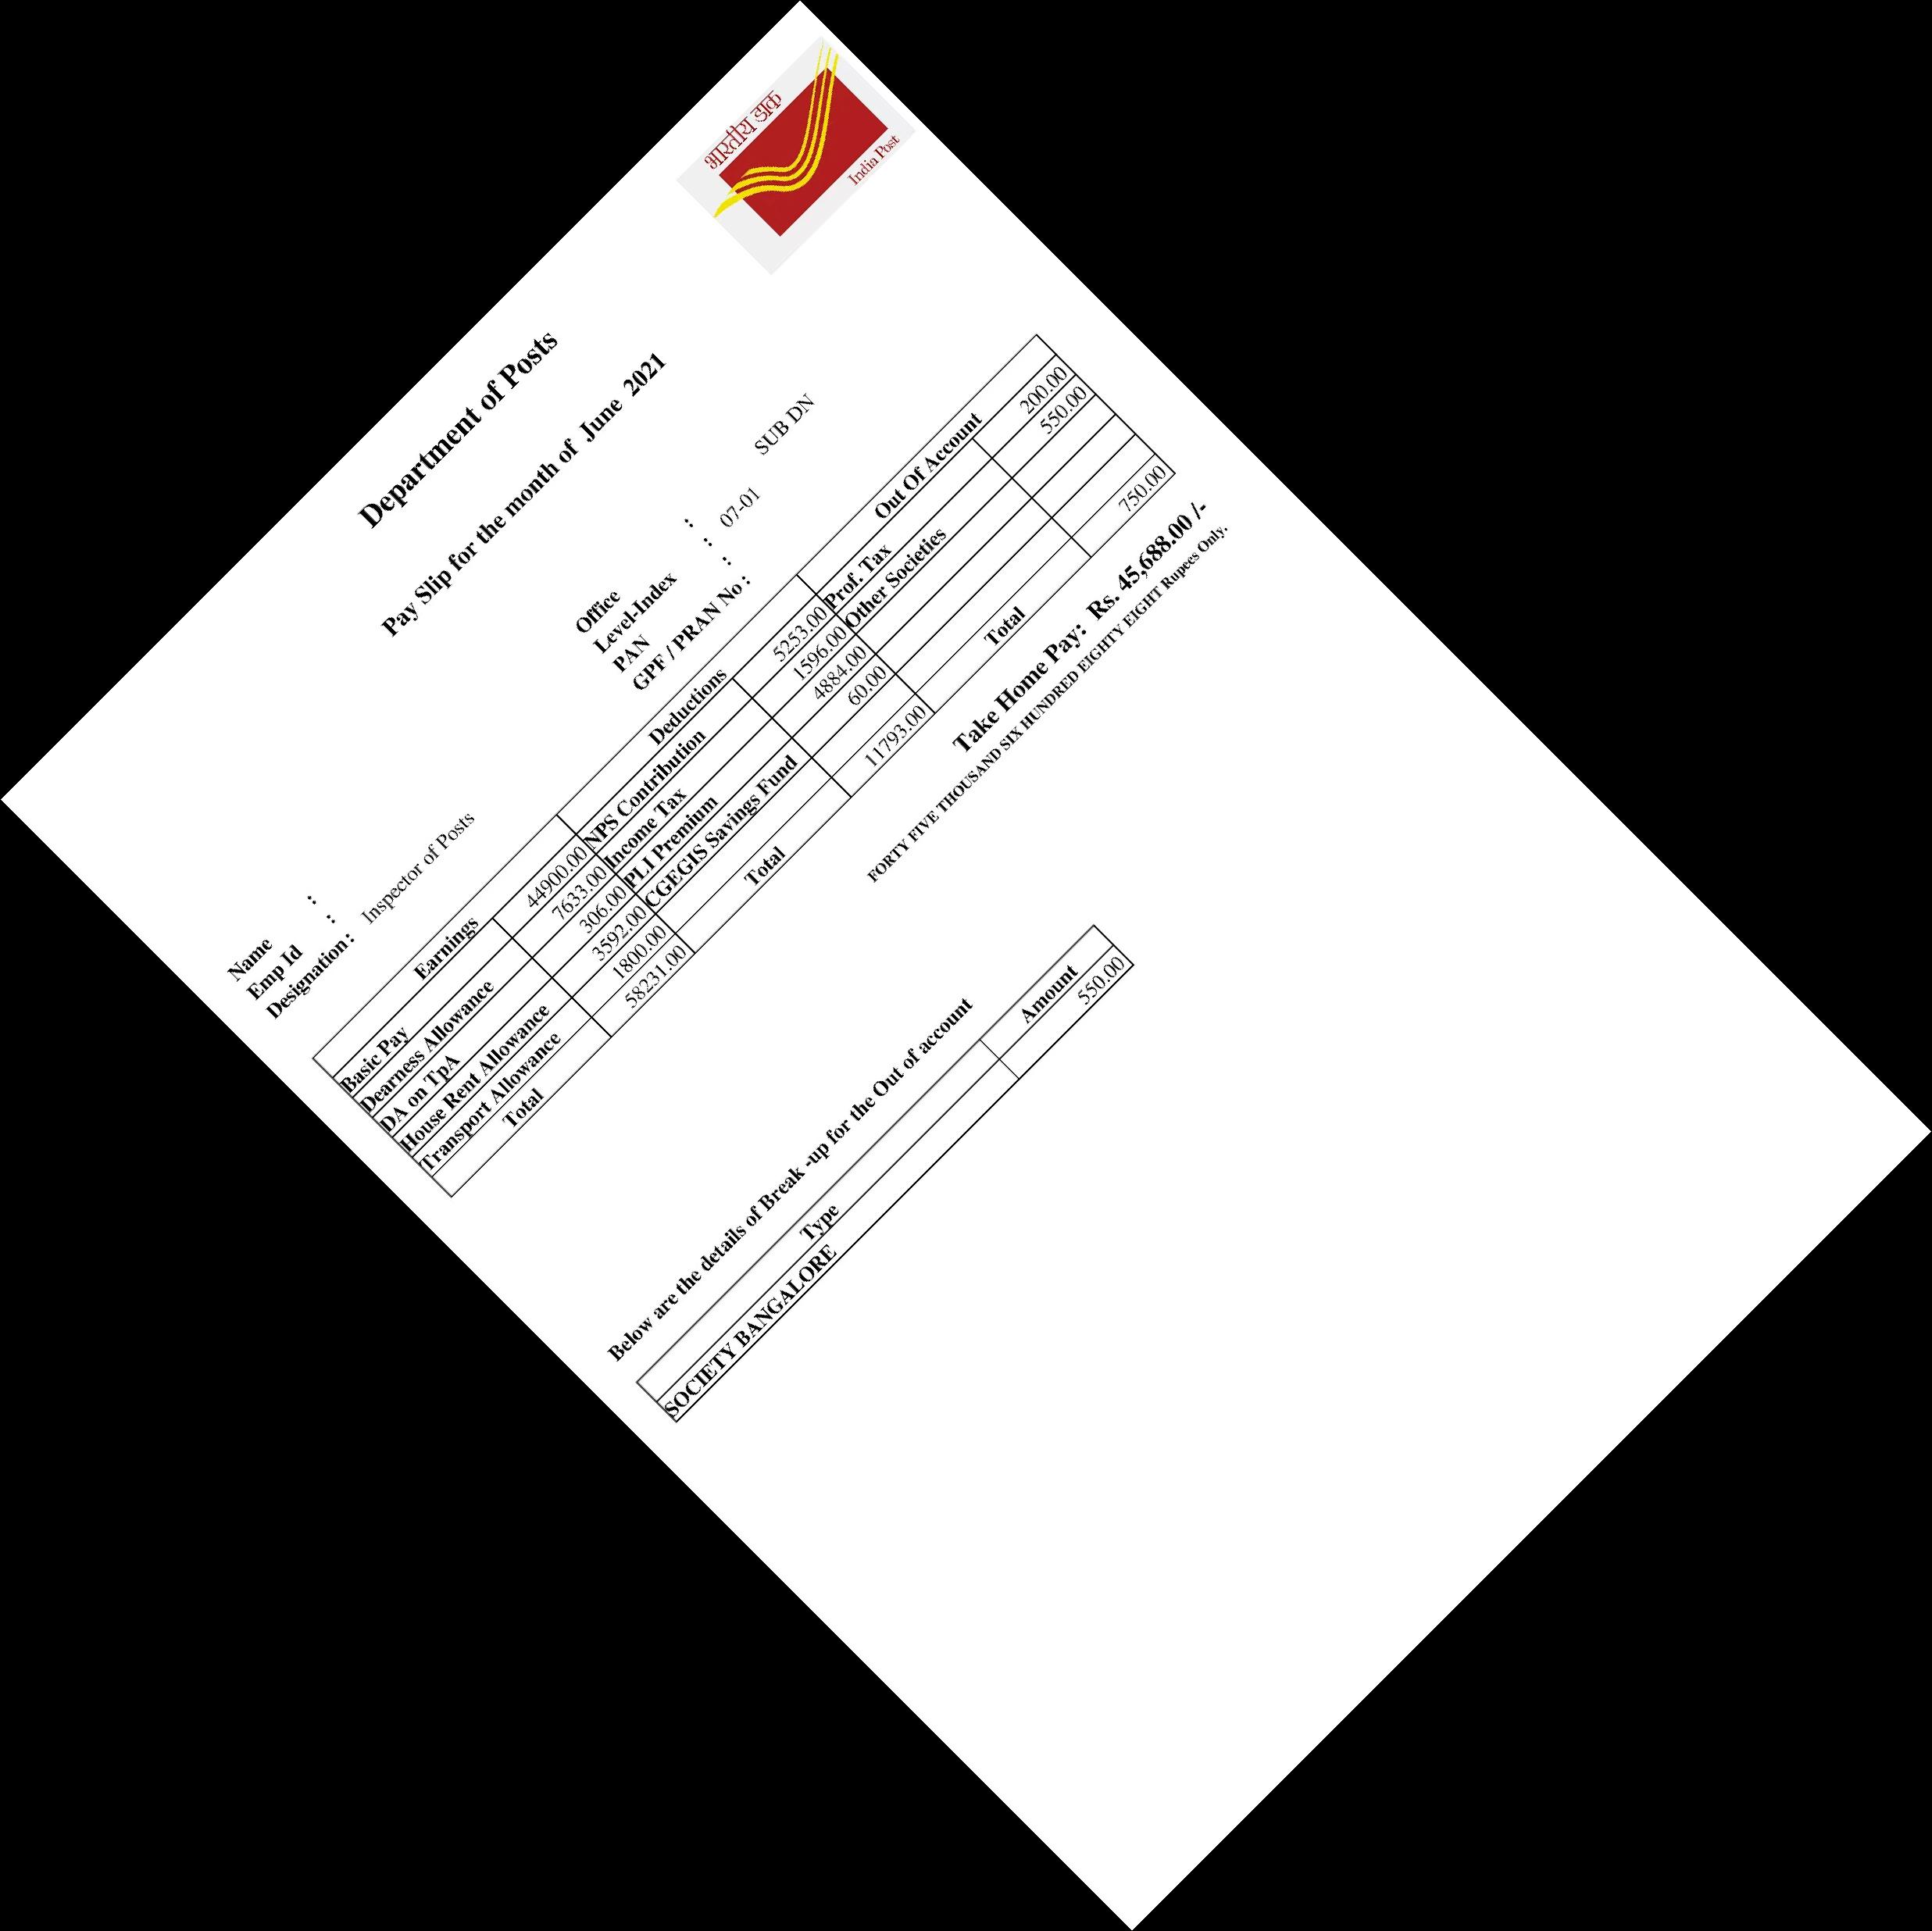 भारतीय डाक
India Post
Department of Posts
Pay Slip for the month of June 2021
Name : Office : SUB DN
Emp Id : Level-Index : 07-01
Designation : Inspector of Posts PAN :
GPF / PRAN No :
Earnings Deductions Out Of Account
Basic Pay 44900.00 NPS Contribution 5253.00 Prof. Tax 200.00
Dearness Allowance 7633.00 Income Tax 1596.00 Other Societies 550.00
DA on TpA 306.00 PLI Premium 4884.00
House Rent Allowance 3592.00 CGEGIS Savings Fund 60.00
Transport Allowance 1800.00
Total 58231.00 Total 11793.00 Total 750.00
Take Home Pay: Rs. 45,688.00 /-
FORTY FIVE THOUSAND SIX HUNDRED EIGHTY EIGHT Rupees Only.
Below are the details of Break -up for the Out of account
Type Amount
SOCIETY BANGALORE 550.00